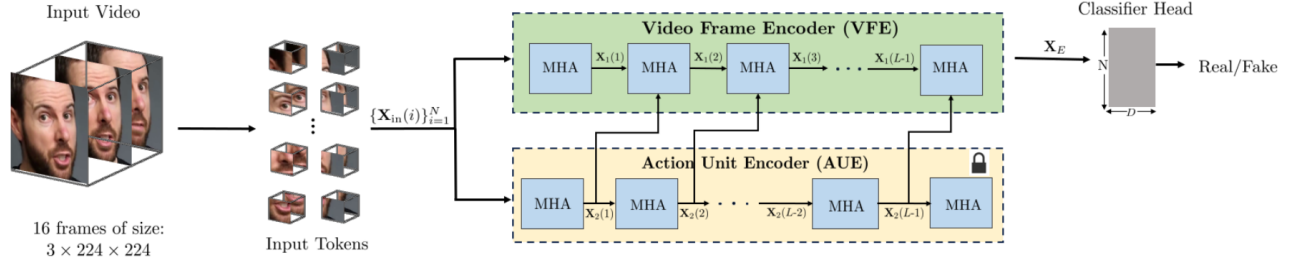 Input Video
16 frames of size:
3 × 224 × 224
Input Tokens
{X_in(i)}_{i=1}^N
Video Frame Encoder (VFE)
MHA X_1(1) MHA X_1(2) MHA X_1(3) · · · X_1(L-1) MHA
Action Unit Encoder (AUE)
MHA X_2(1) MHA X_2(2) · · · X_2(L-2) MHA X_2(L-1) MHA
X_E
Classifier Head
N
D
Real/Fake